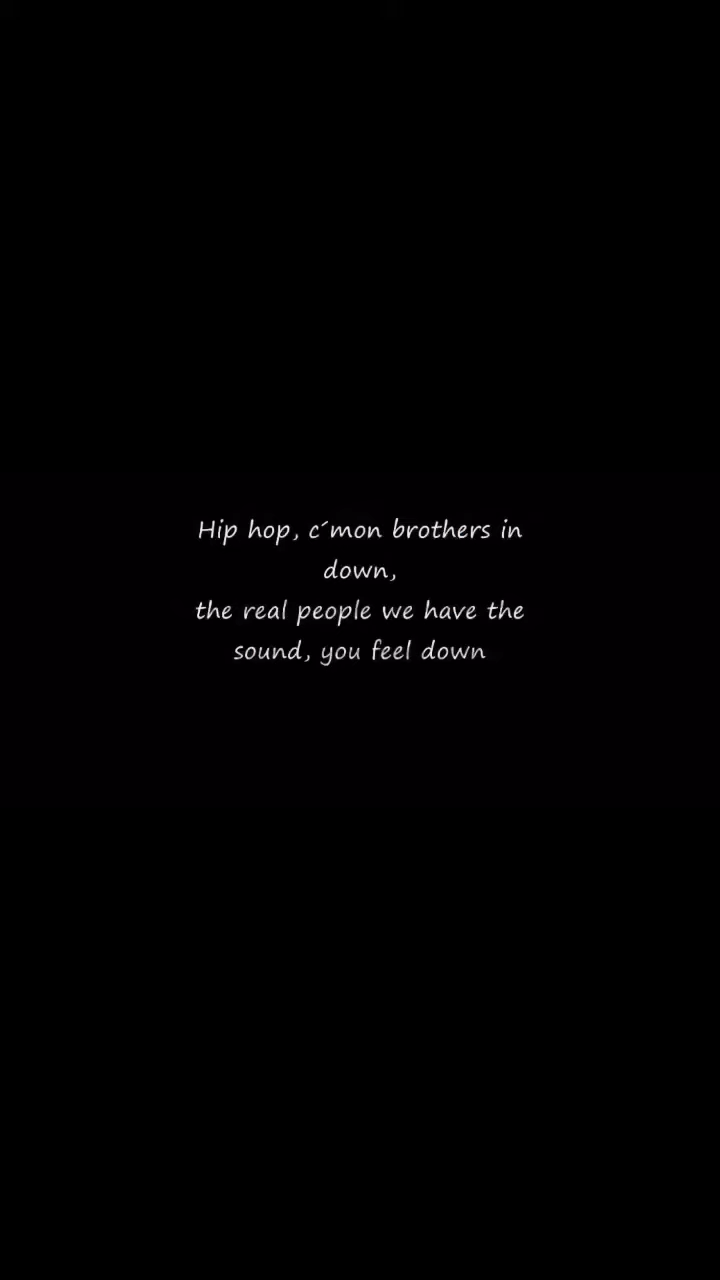 Hip hop, c´mon brothers in
down,
the real people we have the
sound, you feel down